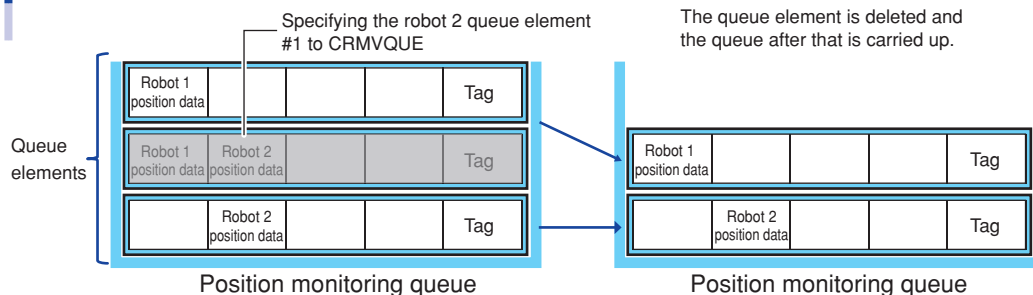 Specifying the robot 2 queue element
#1 to CRMVQUE
The queue element is deleted and
the queue after that is carried up.
Queue
elements
Robot 1
position data
Tag
Robot 1
position data
Robot 2
position data
Tag
Robot 2
position data
Tag
Position monitoring queue
Robot 1
position data
Tag
Robot 2
position data
Tag
Position monitoring queue